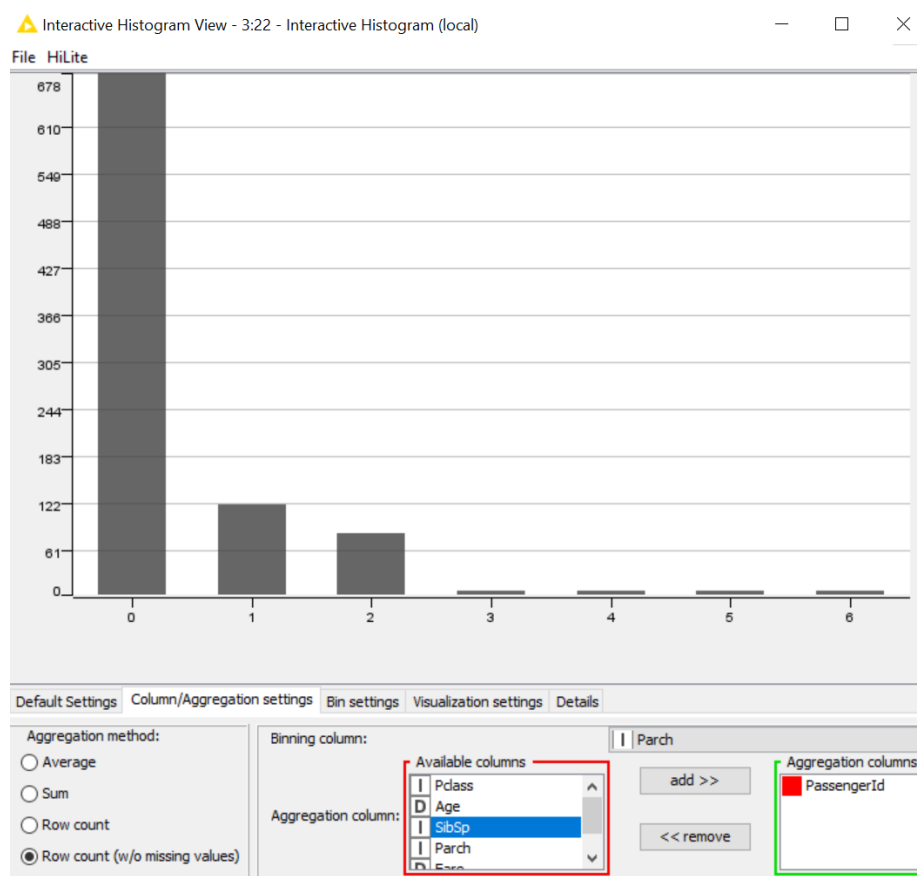 Interactive Histogram View - 3:22 - Interactive Histogram (local)
File HiLite
678
610
549
488
427
366
305
244
183
122
61
0
0 1 2 3 4 5 6
Default Settings Column/Aggregation settings Bin settings Visualization settings Details
Aggregation method:
Average
Sum
Row count
Row count (w/o missing values)
Binning column:
I Parch
Aggregation column:
Available columns
I Pclass
D Age
I SibSp
I Parch
D Fare
add >>
<< remove
Aggregation columns
PassengerId